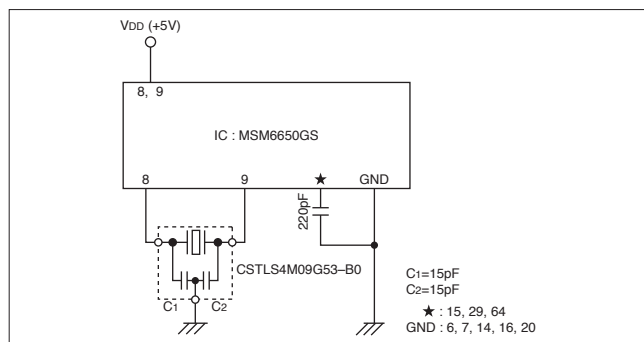 VDD (+5V)
8, 9
IC : MSM6650GS
8
9
★
GND
220pF
CSTLS4M09G53–B0
C1
C2
C1=15pF
C2=15pF
★ : 15, 29, 64
GND : 6, 7, 14, 16, 20